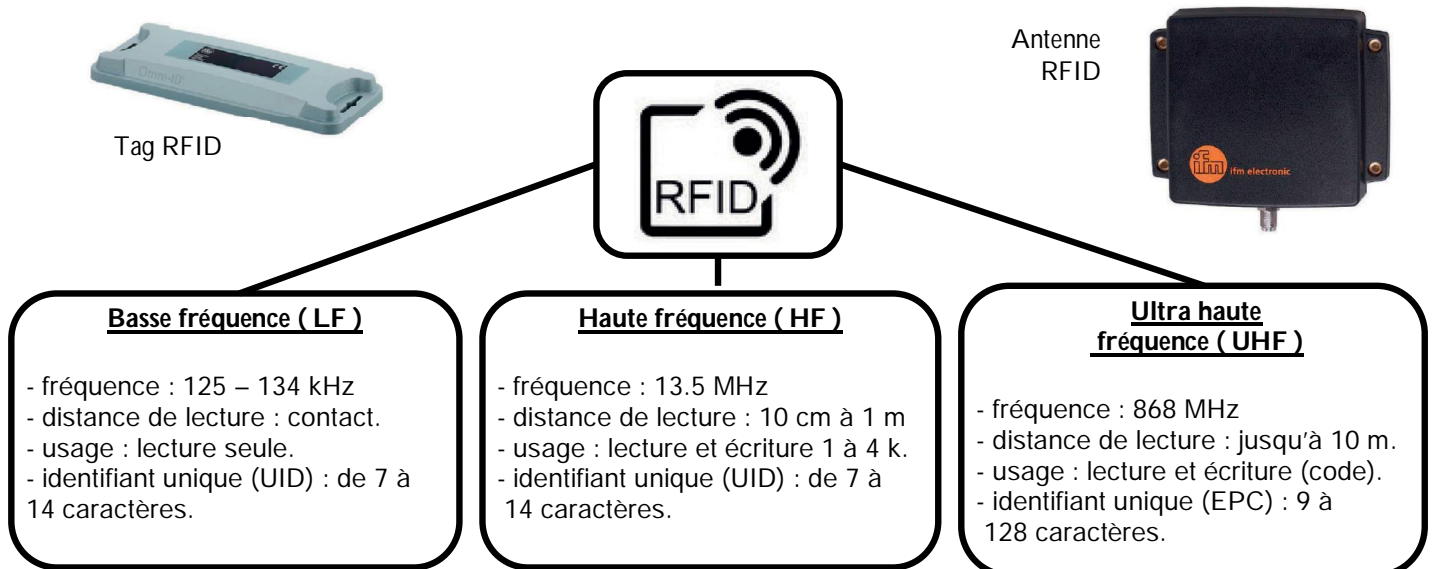 Omni-ID
Tag RFID
Antenne
RFID
ifm
ifm electronic
RFID
Basse fréquence ( LF )
- fréquence : 125 – 134 kHz
- distance de lecture : contact.
- usage : lecture seule.
- identifiant unique (UID) : de 7 à
14 caractères.
Haute fréquence ( HF )
- fréquence : 13.5 MHz
- distance de lecture : 10 cm à 1 m
- usage : lecture et écriture 1 à 4 k.
- identifiant unique (UID) : de 7 à
14 caractères.
Ultra haute
fréquence ( UHF )
- fréquence : 868 MHz
- distance de lecture : jusqu’à 10 m.
- usage : lecture et écriture (code).
- identifiant unique (EPC) : 9 à
128 caractères.